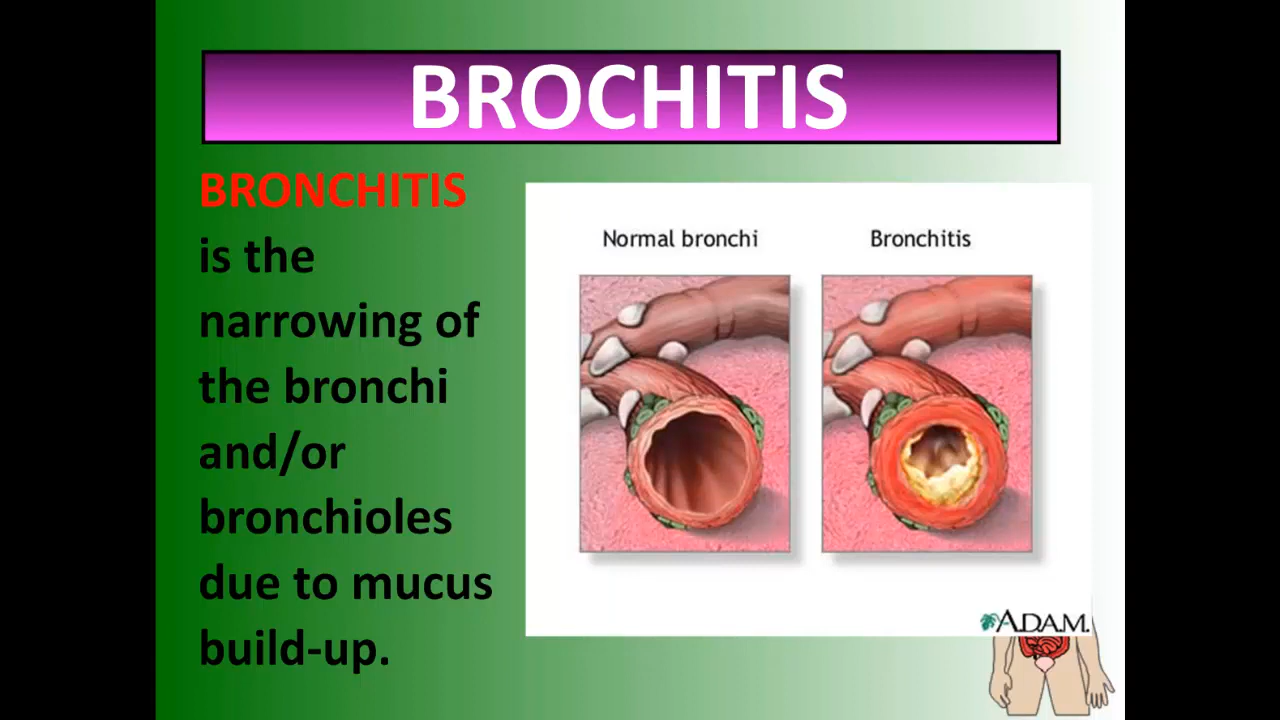 BROCHITIS
BRONCHITIS
is the
narrowing of
the bronchi
and/or
bronchioles
due to mucus
build-up.
Normal bronchi
Bronchitis
A.D.A.M.